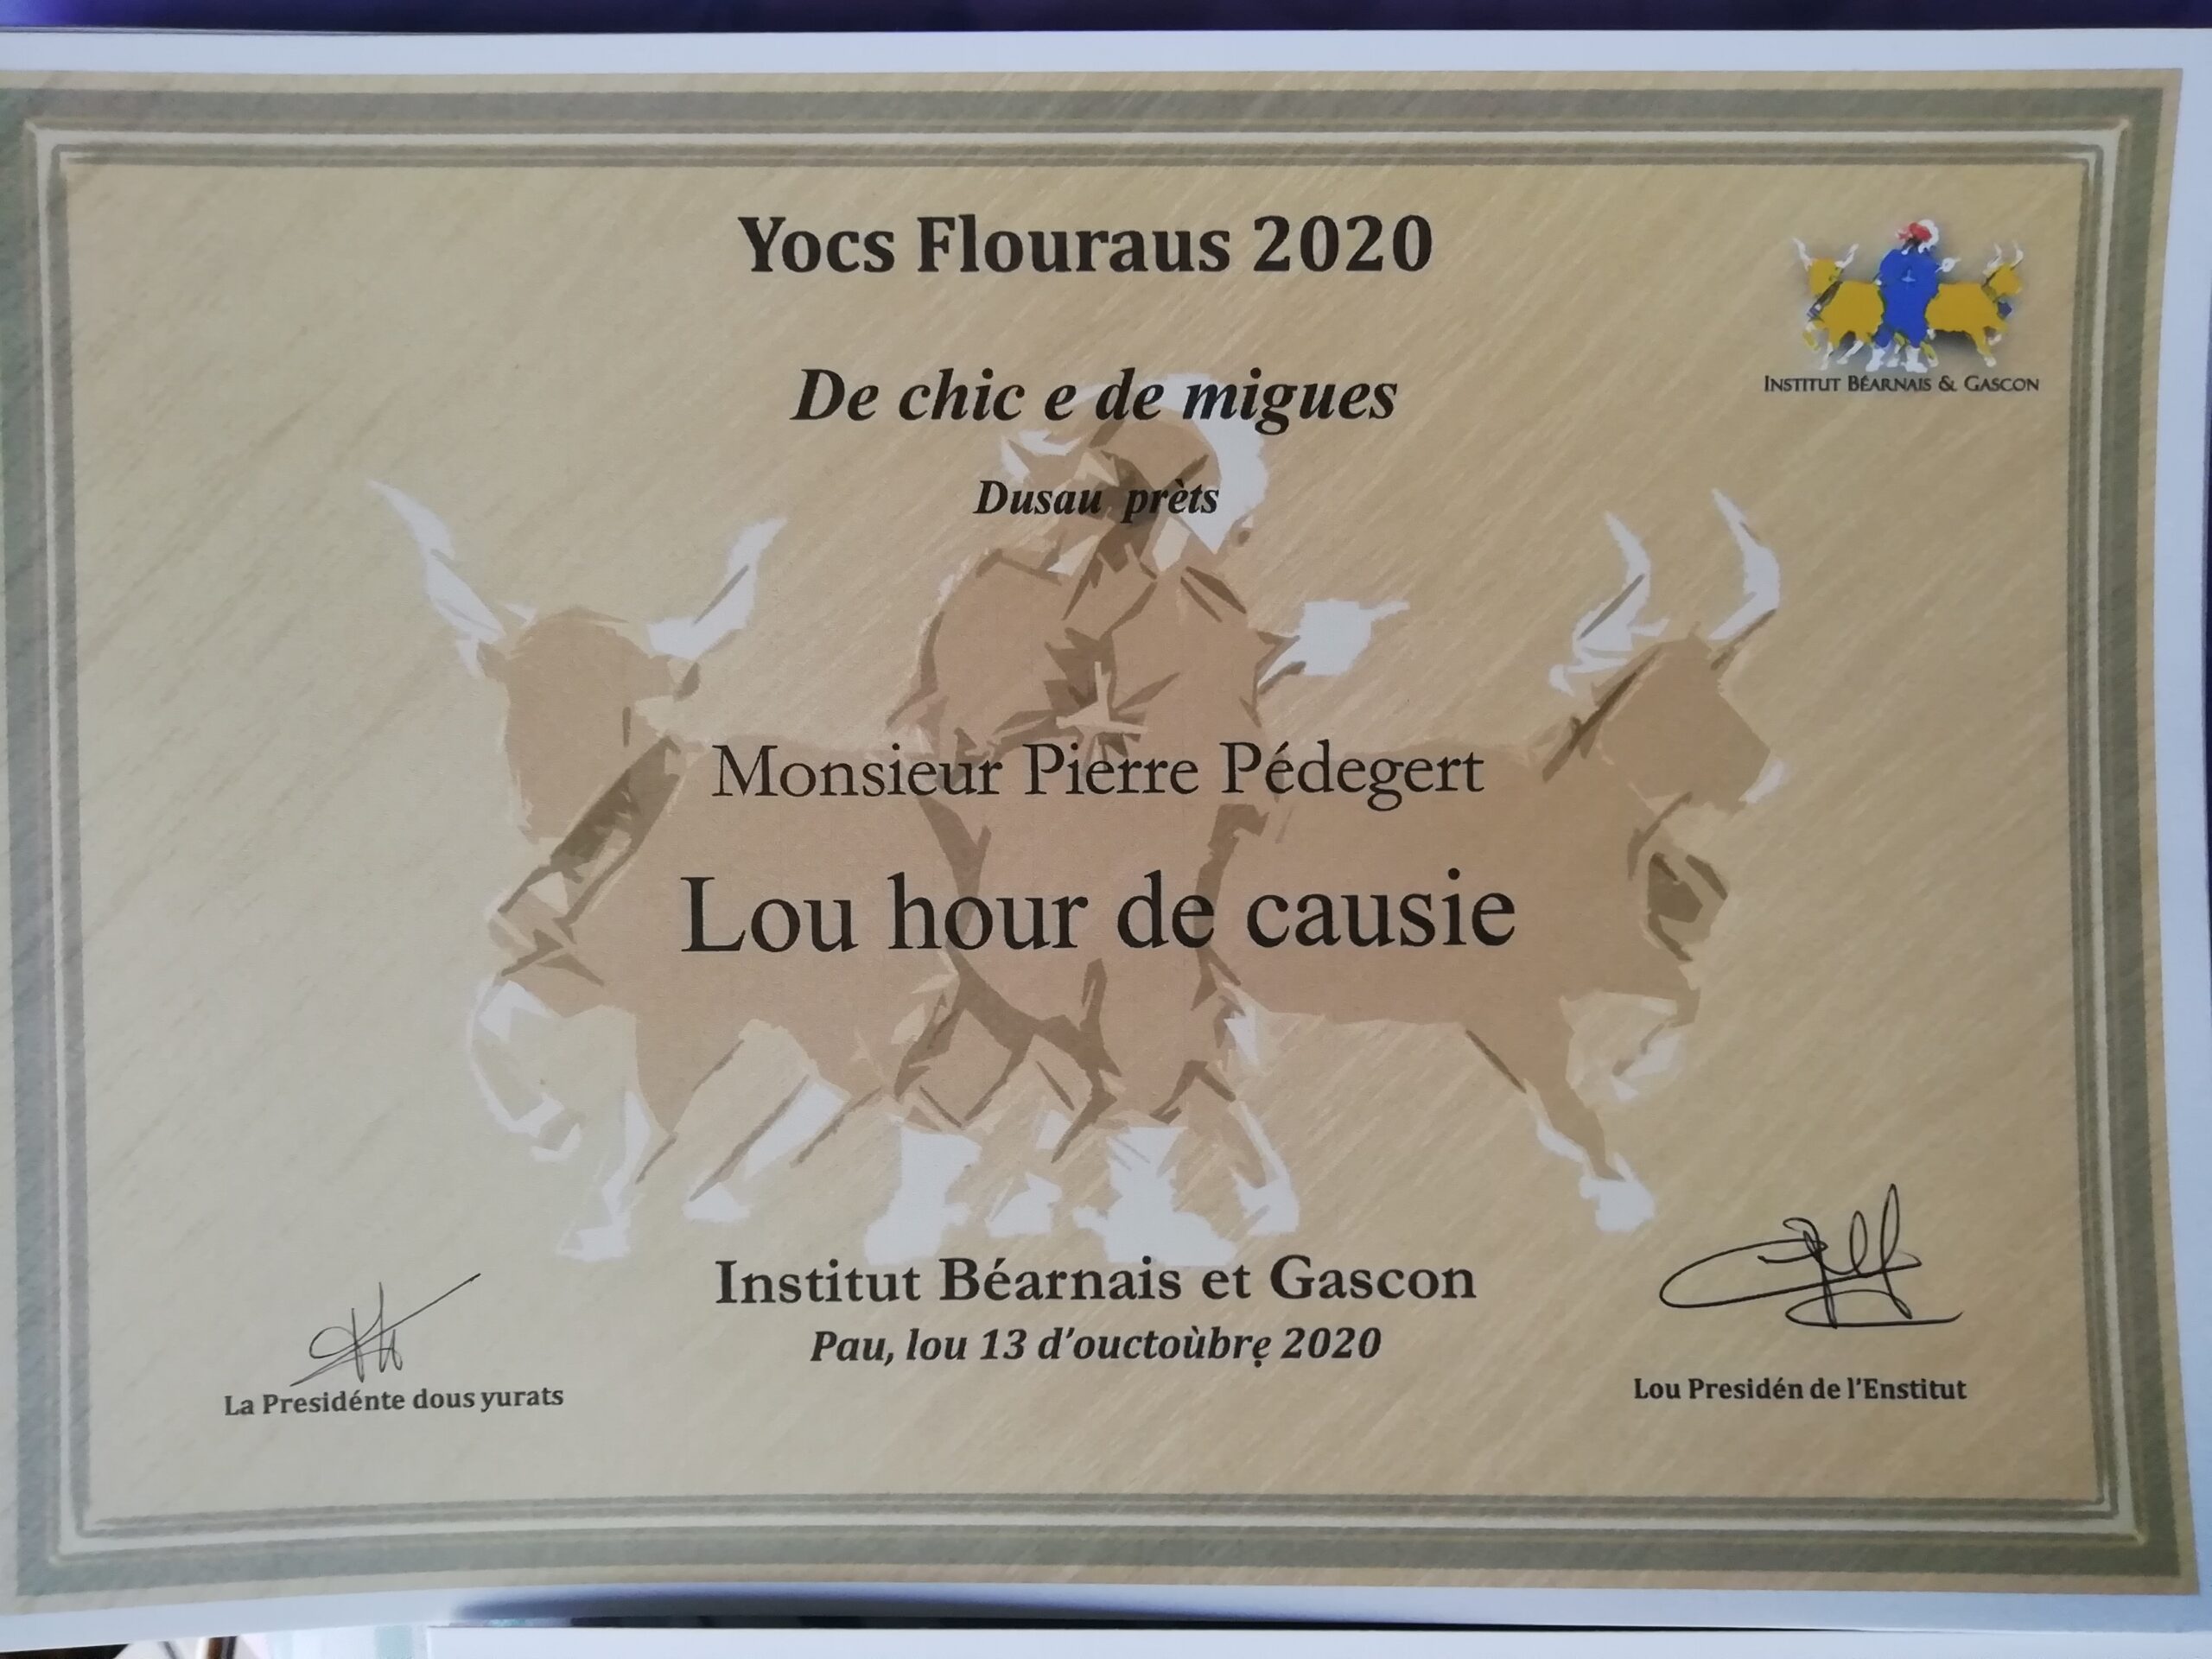 Yocs Flouraus 2020
INSTITUT BÉARNAIS & GASCON
De chic e de migues
Dusau prèts
Monsieur Pierre Pédegert
Lou hour de causie
Institut Béarnais et Gascon
Pau, lou 13 d'ouctoùbrẹ 2020
La Presidénte dous yurats
Lou Presidén de l'Enstitut